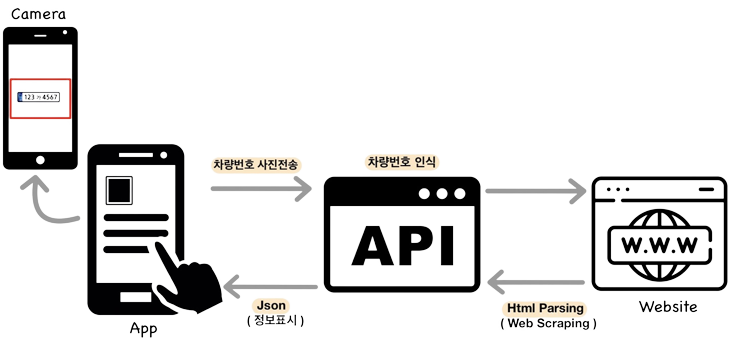 Camera
123 가 4567
차량번호 사진전송
차량번호 인식
API
W.W.W
Json
( 정보표시 )
Html Parsing
( Web Scraping )
App
Website